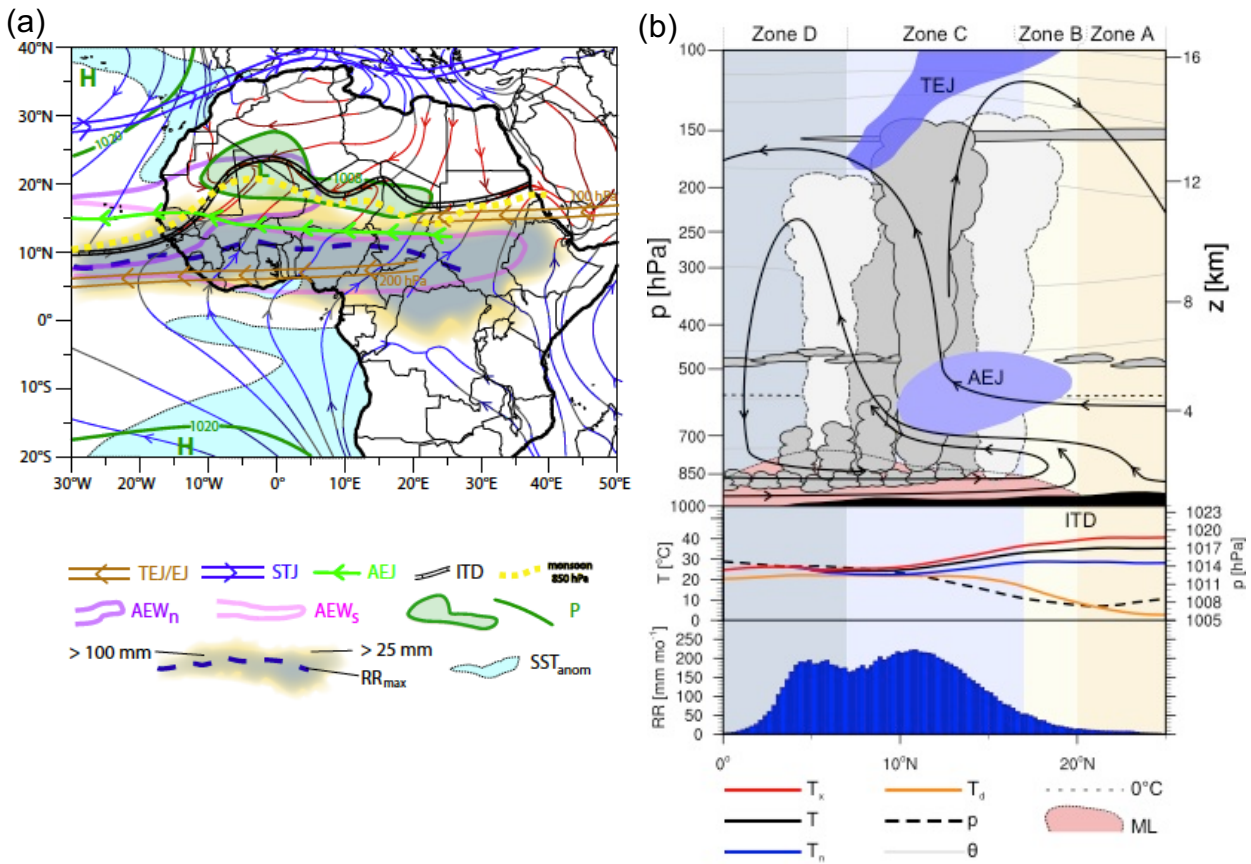 (a)
40°N
30°N
20°N
10°N
0°
10°S
20°S
30°W
20°W
10°W
0°
10°E
20°E
30°E
40°E
50°E
H
1020
L
1008
100 hPa
200 hPa
1020
H
TEJ/EJ
STJ
AEJ
ITD
monsoon
850 hPa
AEWn
AEWs
P
> 100 mm
> 25 mm
RRmax
SSTanom
(b)
Zone D
Zone C
Zone B
Zone A
p [hPa]
100
150
200
250
300
400
500
700
850
1000
z [km]
16
12
8
4
TEJ
AEJ
ITD
T [°C]
40
30
20
10
0
p [hPa]
1023
1020
1017
1014
1011
1008
1005
RR [mm mo⁻¹]
200
150
100
50
0
0°
10°N
20°N
Tx
Td
0°C
T
p
ML
Tn
θ